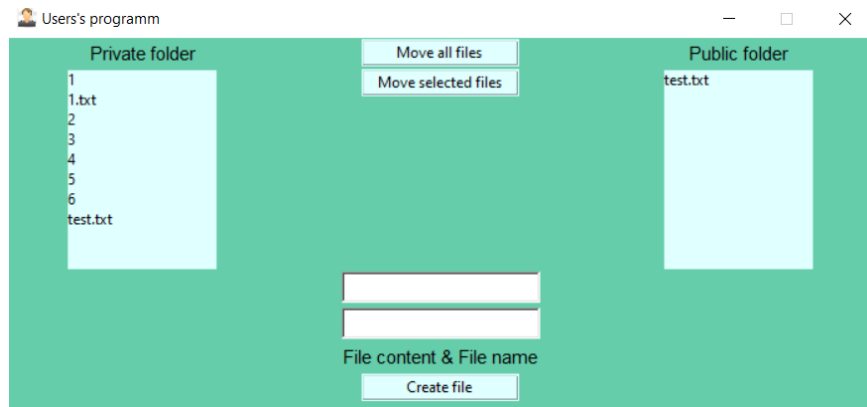 Users's programm
Private folder
1
1.txt
2
3
4
5
6
test.txt
Move all files
Move selected files
Public folder
test.txt
File content & File name
Create file